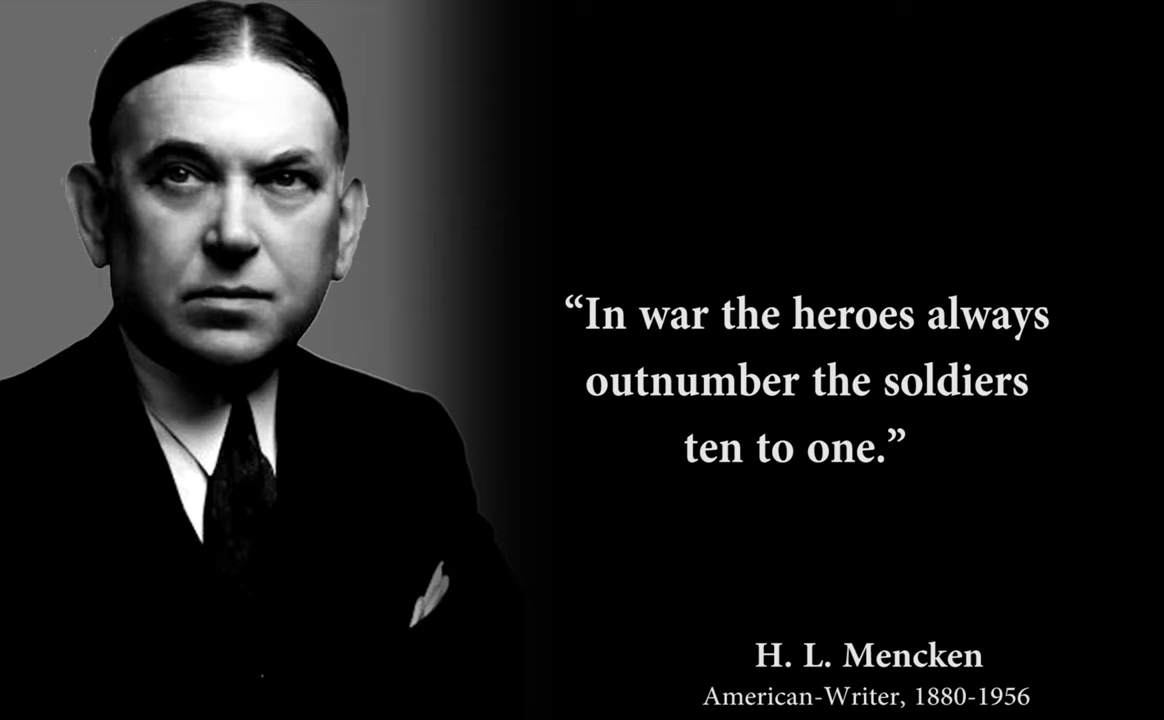 “In war the heroes always
outnumber the soldiers
ten to one.”
H. L. Mencken
American-Writer, 1880-1956